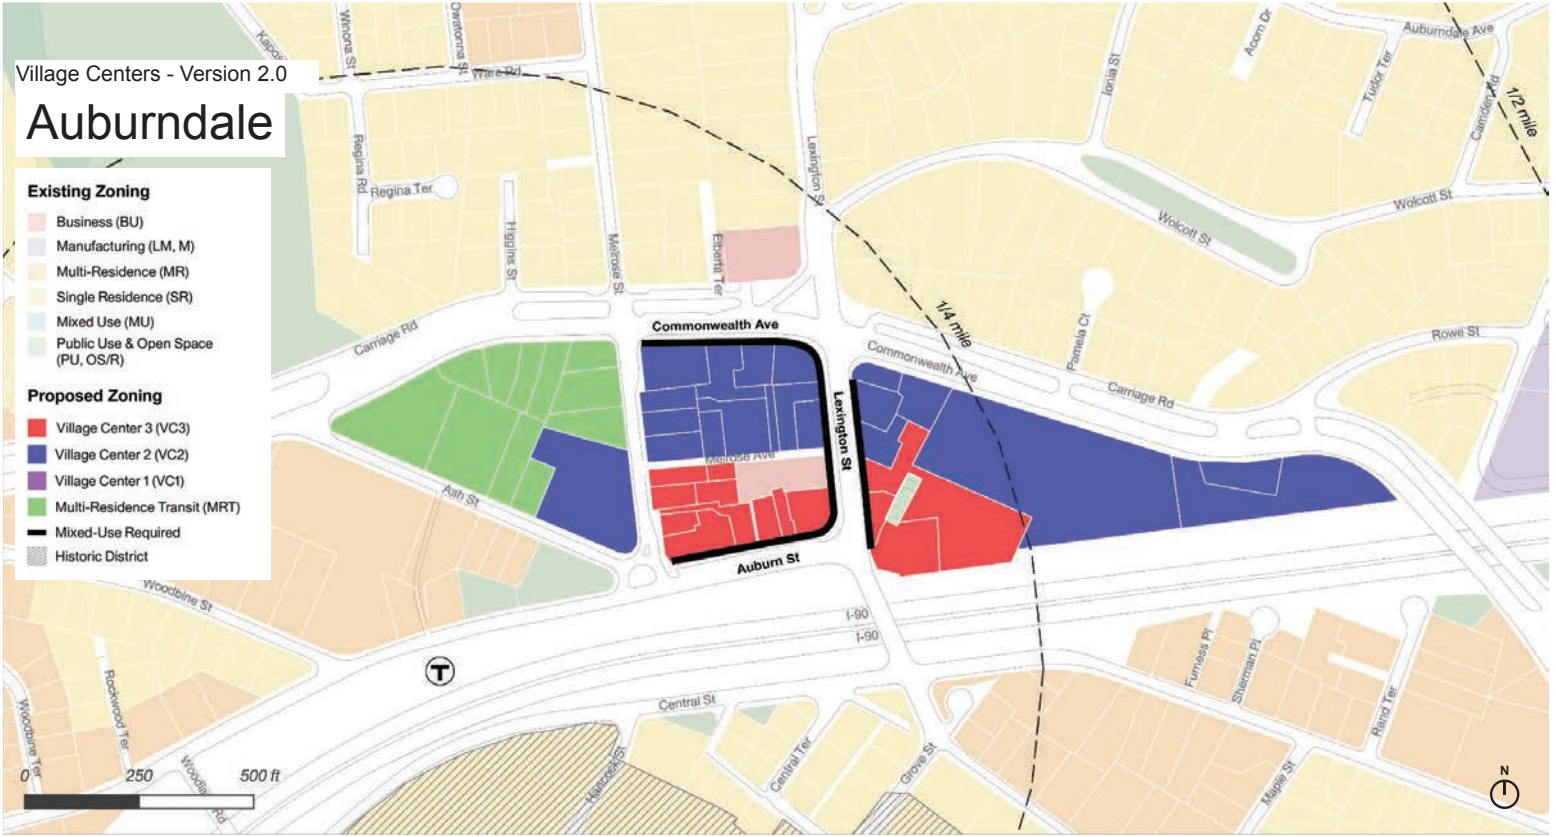 Village Centers - Version 2.0
Auburndale
Existing Zoning
Business (BU)
Manufacturing (LM, M)
Multi-Residence (MR)
Single Residence (SR)
Mixed Use (MU)
Public Use & Open Space
(PU, OS/R)
Proposed Zoning
Village Center 3 (VC3)
Village Center 2 (VC2)
Village Center 1 (VC1)
Multi-Residence Transit (MRT)
Mixed-Use Required
Historic District
Winona St
Owatonna St
Ware Rd
Regina Rd
Regina Ter
Higgins St
Melrose St
Elberta Ter
Lexington St
Ionia St
Acorn Dr
Tudor Ter
Auburndale Ave
Camden Rd
1/2 mile
Wolcott St
Wolcott St
1/4 mile
Pamela Ct
Rowe St
Carriage Rd
Commonwealth Ave
Commonwealth Ave
Carriage Rd
Lexington St
Melrose Ave
Ash St
Auburn St
I-90
I-90
Woodbine St
Rockwood Ter
Woodbine Ter
T
Central St
Hancock St
Central Ter
Grove St
Furness Pl
Sherman Pl
Rand Ter
Maple St
0 250 500 ft
N